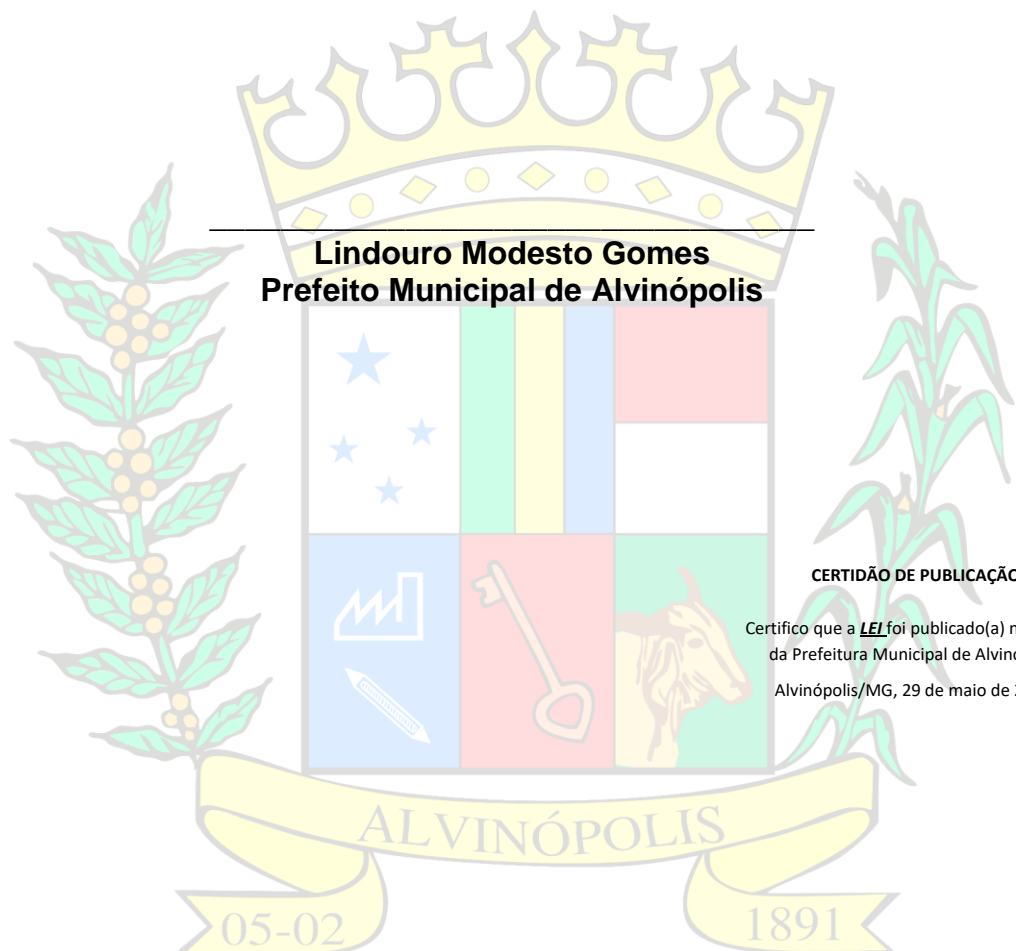 Lindouro Modesto Gomes
Prefeito Municipal de Alvinópolis
CERTIDÃO DE PUBLICAÇÃO
Certifico que a LEI foi publicado(a)
da Prefeitura Municipal de
Alvinópolis/MG, 29 de maio de
ALVINÓPOLIS
05-02
1891